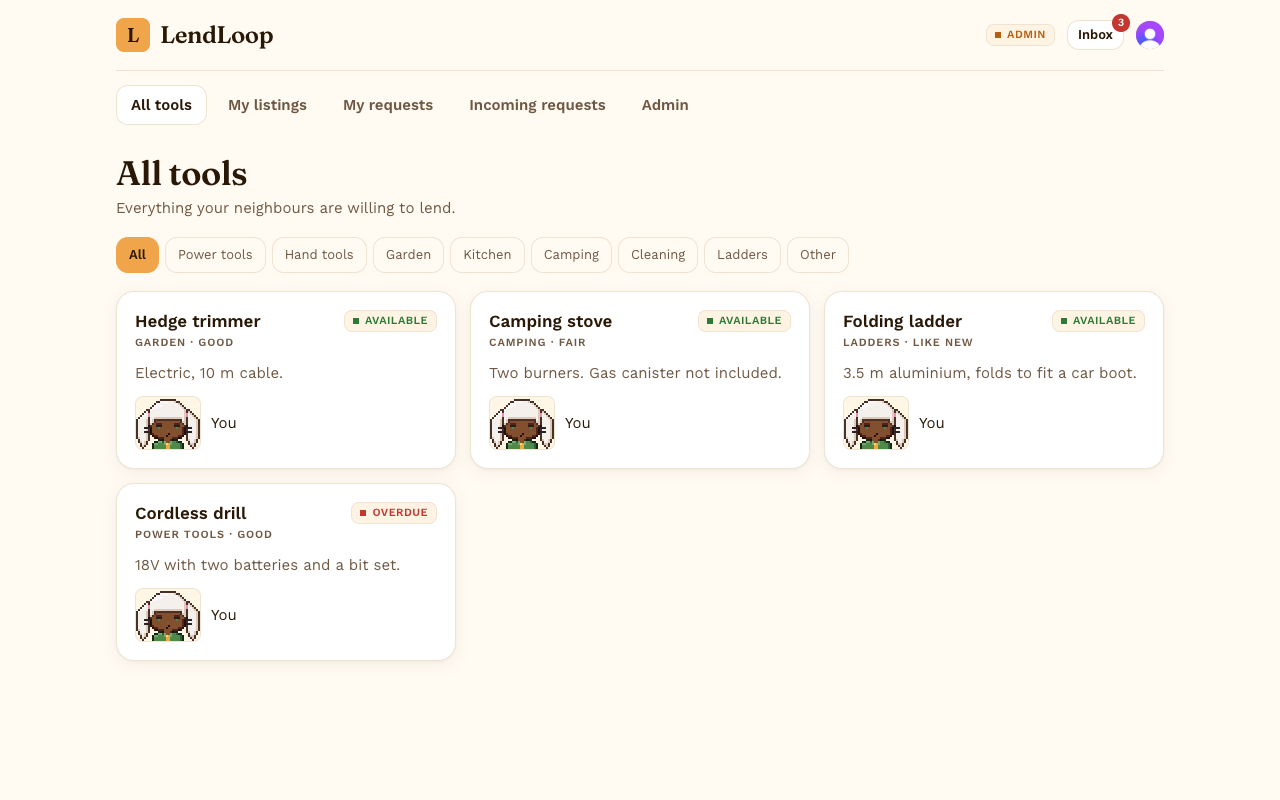 L LendLoop
ADMIN
Inbox
3
All tools
My listings
My requests
Incoming requests
Admin
All tools
Everything your neighbours are willing to lend.
All
Power tools
Hand tools
Garden
Kitchen
Camping
Cleaning
Ladders
Other
Hedge trimmer
AVAILABLE
GARDEN · GOOD
Electric, 10 m cable.
You
Camping stove
AVAILABLE
CAMPING · FAIR
Two burners. Gas canister not included.
You
Folding ladder
AVAILABLE
LADDERS · LIKE NEW
3.5 m aluminium, folds to fit a car boot.
You
Cordless drill
OVERDUE
POWER TOOLS · GOOD
18V with two batteries and a bit set.
You